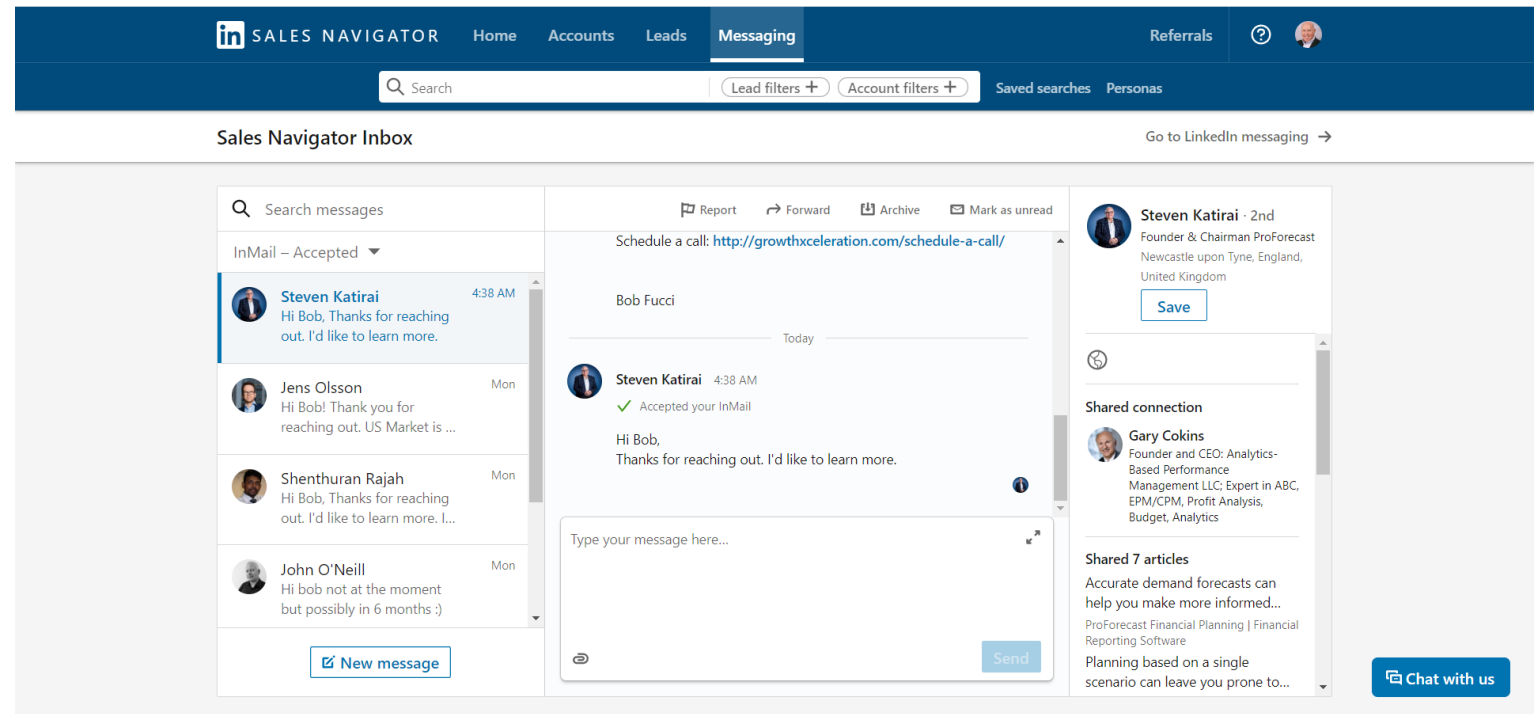 in SALES NAVIGATOR Home Accounts Leads Messaging Referrals
Search Lead filters + Account filters + Saved searches Personas
Sales Navigator Inbox Go to LinkedIn messaging →
Search messages
InMail – Accepted
Steven Katirai 4:38 AM
Hi Bob, Thanks for reaching
out. I'd like to learn more.
Jens Olsson Mon
Hi Bob! Thank you for
reaching out. US Market is ...
Shenthuran Rajah Mon
Hi Bob, Thanks for reaching
out. I'd like to learn more. I...
John O'Neill Mon
Hi bob not at the moment
but possibly in 6 months :)
New message
Report Forward Archive Mark as unread
Schedule a call: http://growthxceleration.com/schedule-a-call/
Bob Fucci
Today
Steven Katirai 4:38 AM
Accepted your InMail
Hi Bob,
Thanks for reaching out. I'd like to learn more.
Type your message here...
Send
Steven Katirai · 2nd
Founder & Chairman ProForecast
Newcastle upon Tyne, England,
United Kingdom
Save
Shared connection
Gary Cokins
Founder and CEO: Analytics-
Based Performance
Management LLC; Expert in ABC,
EPM/CPM, Profit Analysis,
Budget, Analytics
Shared 7 articles
Accurate demand forecasts can
help you make more informed...
ProForecast Financial Planning | Financial
Reporting Software
Planning based on a single
scenario can leave you prone to...
Chat with us